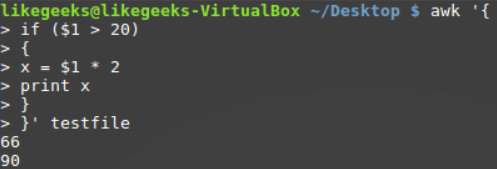 likegeeks@likegeeks-VirtualBox ~/Desktop $ awk '{
> if ($1 > 20)
> {
> x = $1 * 2
> print x
> }
> }' testfile
66
90